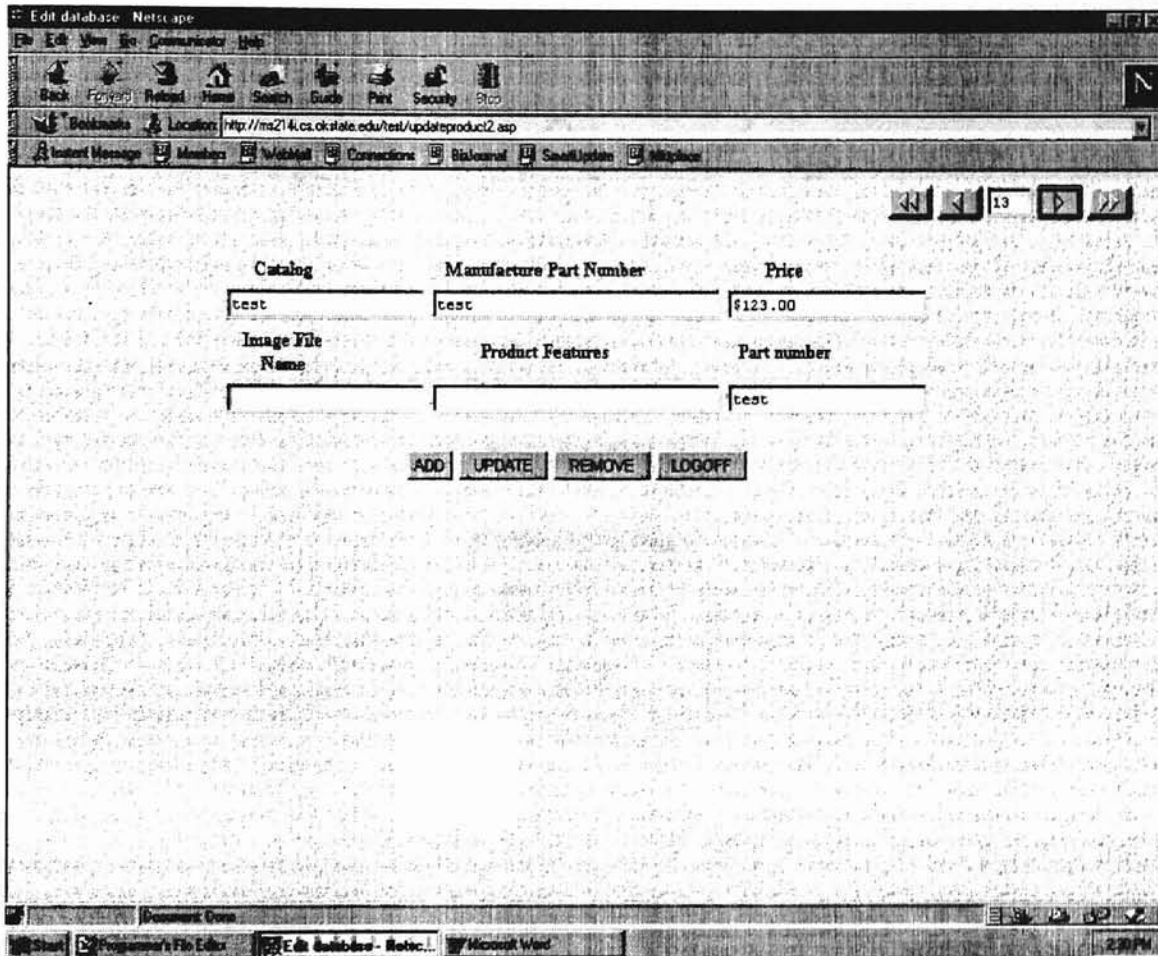 Edit database - Netscape
File Edit View Go Communicator Help
Back Forward Reload Home Search Guide Print Security Stop
N
Bookmarks Location: http://ms214i.cs.okstate.edu/test/updateproduct2.asp
Instant Message Members WebMail Connections BizJournal SmartUpdate Mktplace
13
Catalog Manufacture Part Number Price
test test $123.00
Image File
Name Product Features Part number
test
ADD UPDATE REMOVE LOGOFF
Document: Done
Start Programmer's File Editor Edit database - Netsc... Microsoft Word 2:30 PM